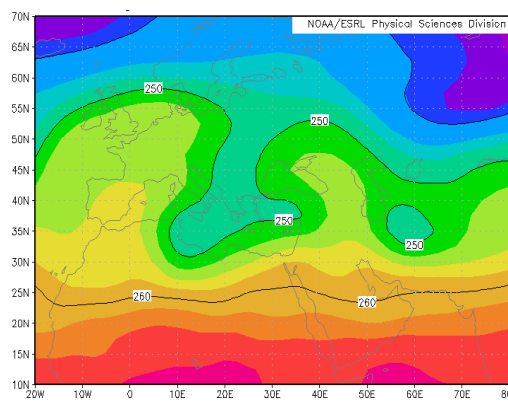 NOAA/ESRL Physical Sciences Division
70N
65N
60N
55N
50N
45N
40N
35N
30N
25N
20N
15N
10N
250
250
250
250
260
260
20W
10W
0
10E
20E
30E
40E
50E
60E
70E